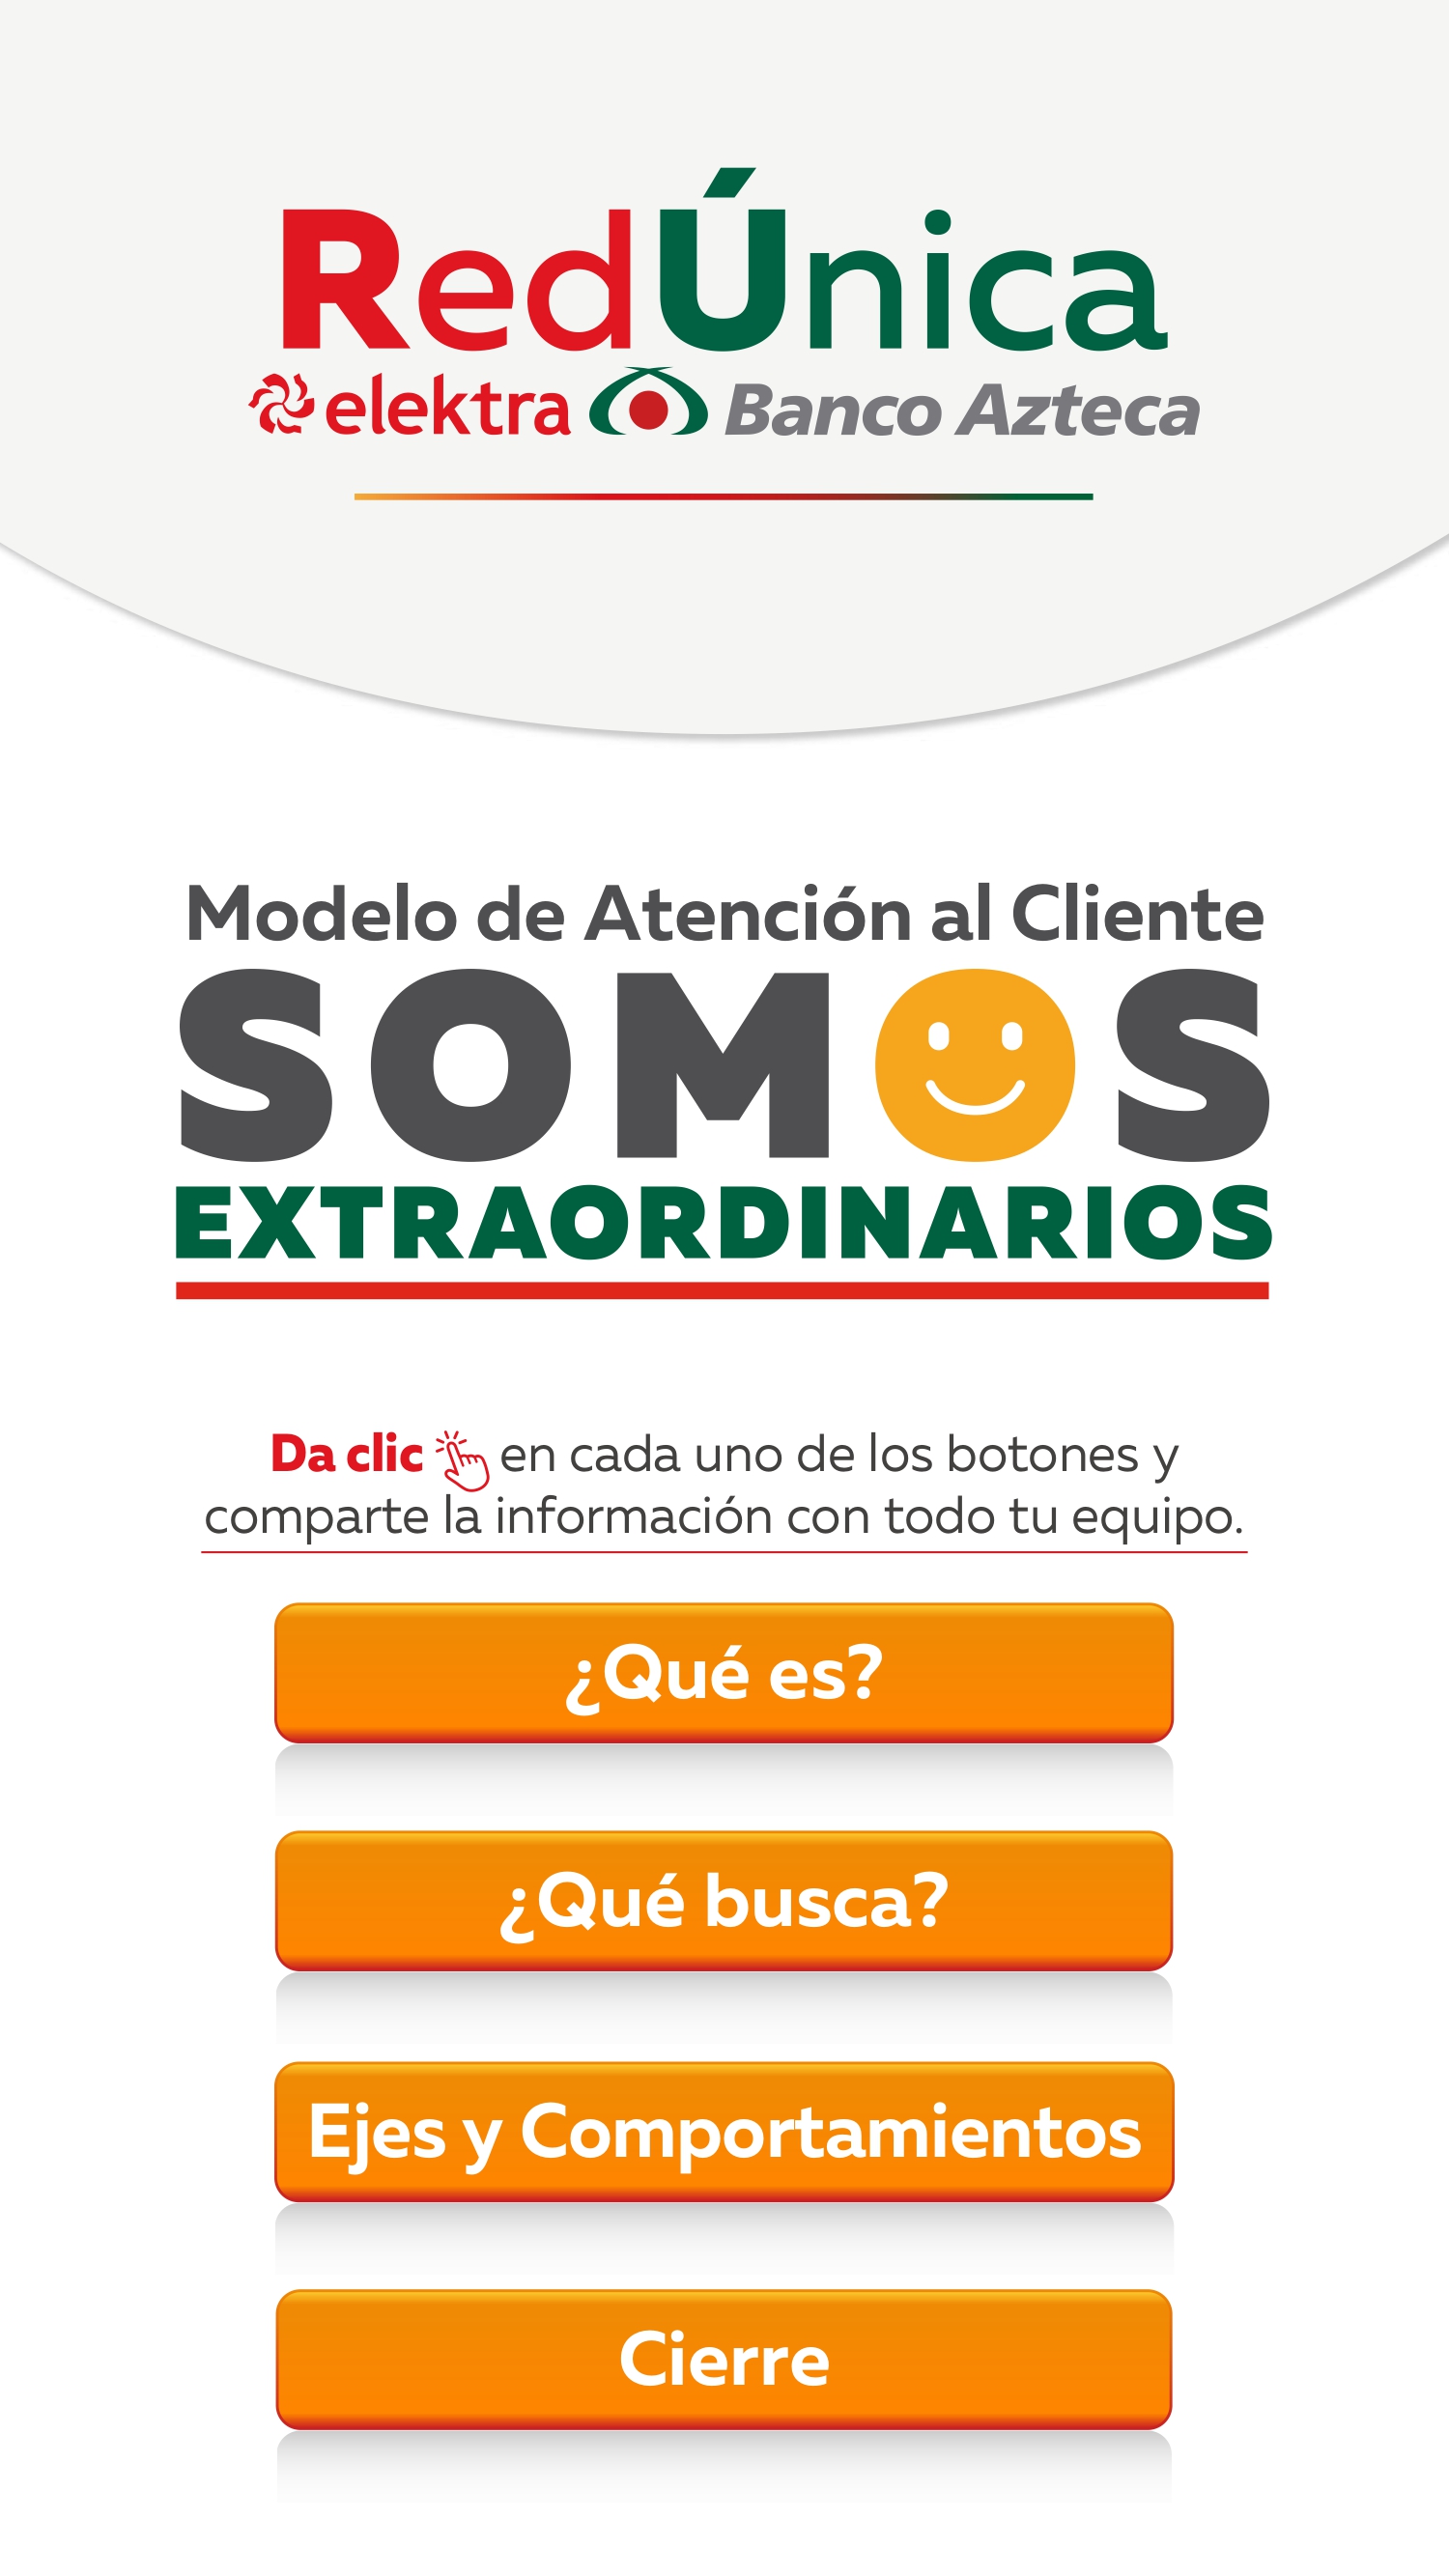 RedÚnica
elektra Banco Azteca
Modelo de Atención al Cliente
SOMOS
EXTRAORDINARIOS
Da clic en cada uno de los botones y
comparte la información con todo tu equipo.
¿Qué es?
¿Qué busca?
Ejes y Comportamientos
Cierre